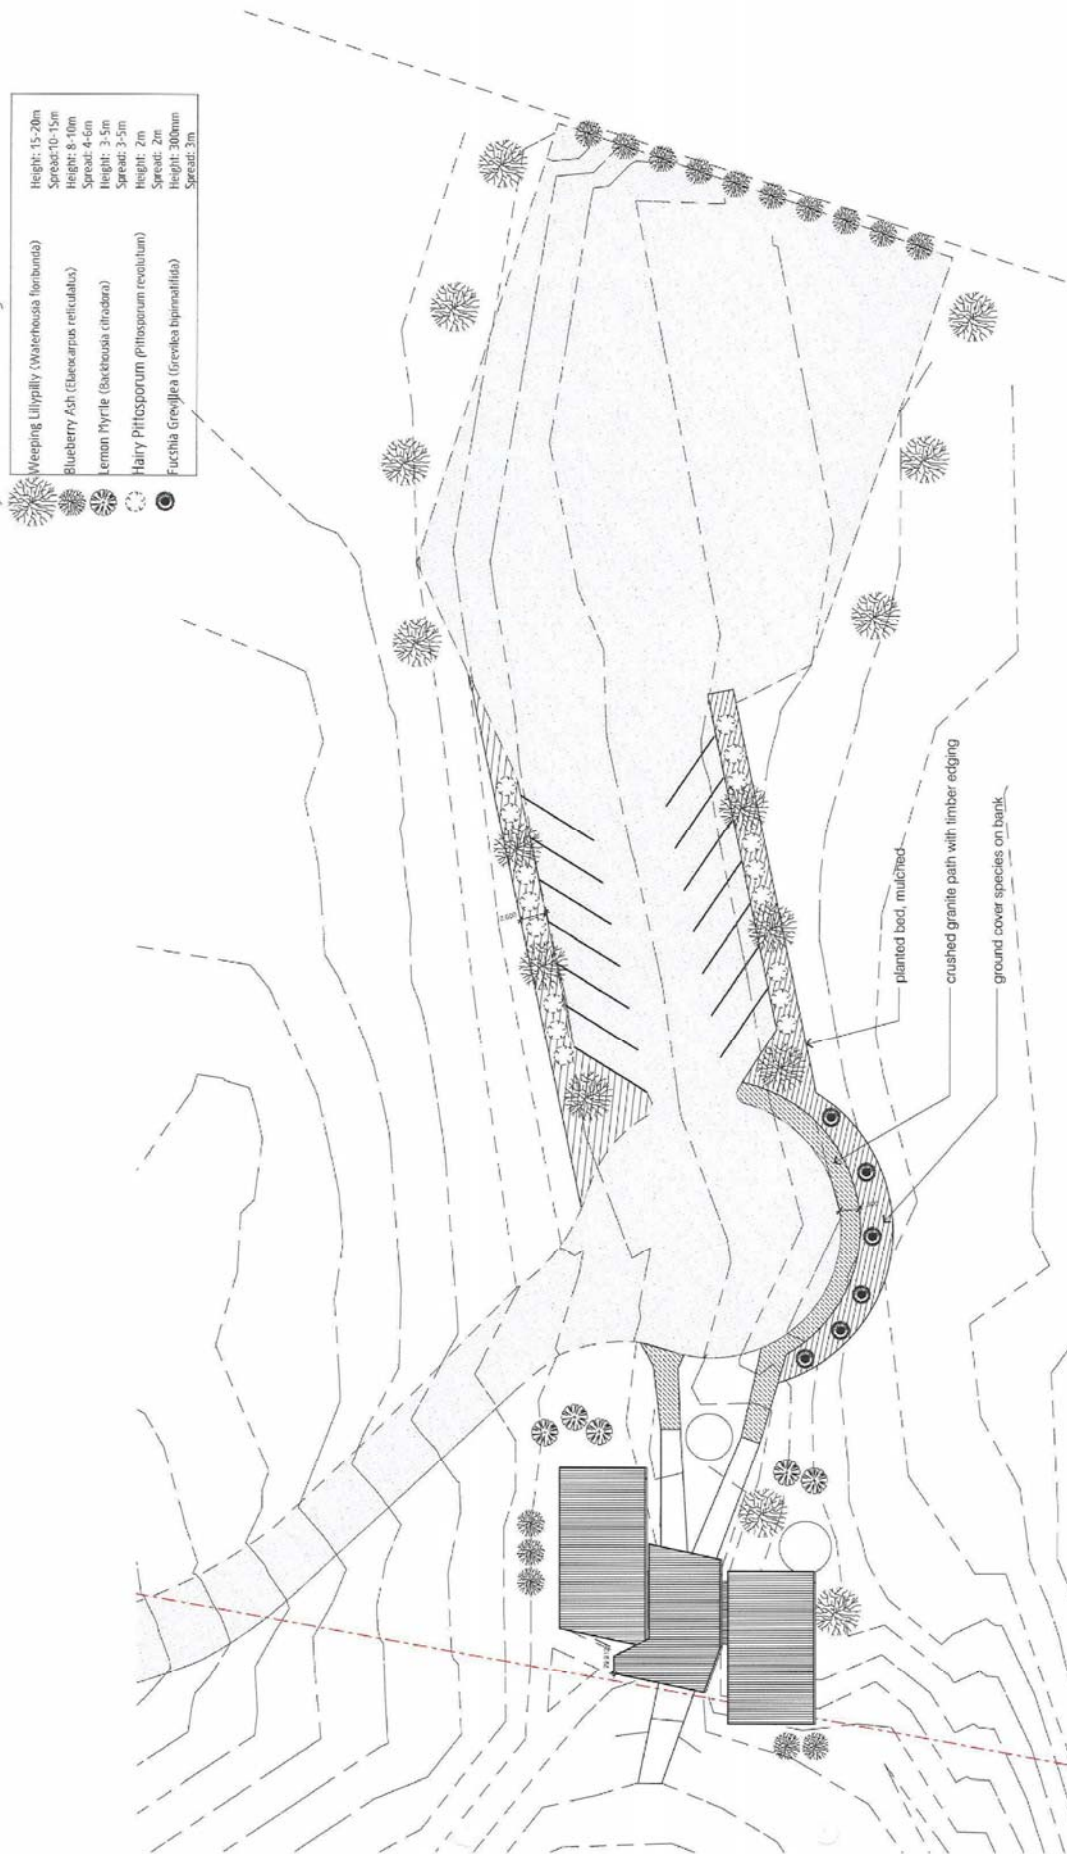 Weeping Lillypilly (Waterhousia floribunda) Height: 15-20m
Spread:10-15m
Blueberry Ash (Elaeocarpus reticulatus) Height: 8-10m
Spread: 4-6m
Lemon Myrtle (Backhousia citradora) Height: 3-5m
Spread: 3-5m
Hairy Pittosporum (Pittosporum revolutum) Height: 2m
Spread: 2m
Fucshia Grevillea (Grevilea bipinnatifida) Height: 300mm
Spread: 3m
planted bed, mulched
crushed granite path with timber edging
ground cover species on bank